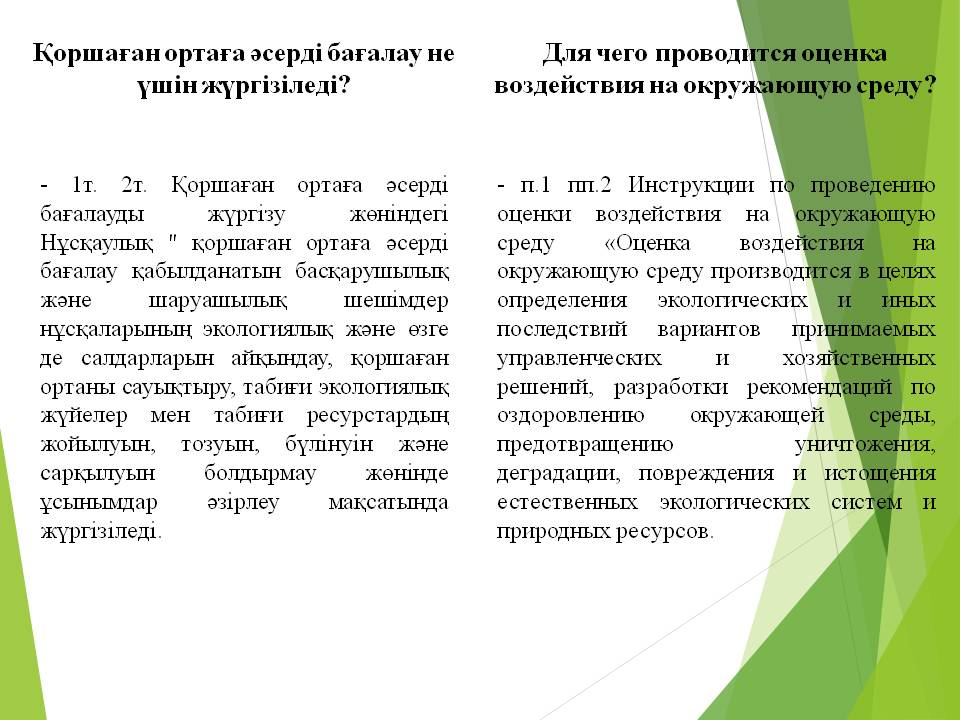 Қоршаған ортаға әсерді бағалау не
үшін жүргізіледі?
- 1т. 2т. Қоршаған ортаға әсерді
бағалауды жүргізу жөніндегі
Нұсқаулық " қоршаған ортаға әсерді
бағалау қабылданатын басқарушылық
және шаруашылық шешімдер
нұсқаларының экологиялық және өзге
де салдарларын айқындау, қоршаған
ортаны сауықтыру, табиғи экологиялық
жүйелер мен табиғи ресурстардың
жойылуын, тозуын, бүлінуін және
сарқылуын болдырмау жөнінде
ұсынымдар әзірлеу мақсатында
жүргізіледі.
Для чего проводится оценка
воздействия на окружающую среду?
- п.1 пп.2 Инструкции по проведению
оценки воздействия на окружающую
среду «Оценка воздействия на
окружающую среду производится в целях
определения экологических и иных
последствий вариантов принимаемых
управленческих и хозяйственных
решений, разработки рекомендаций по
оздоровлению окружающей среды,
предотвращению уничтожения,
деградации, повреждения и истощения
естественных экологических систем и
природных ресурсов.